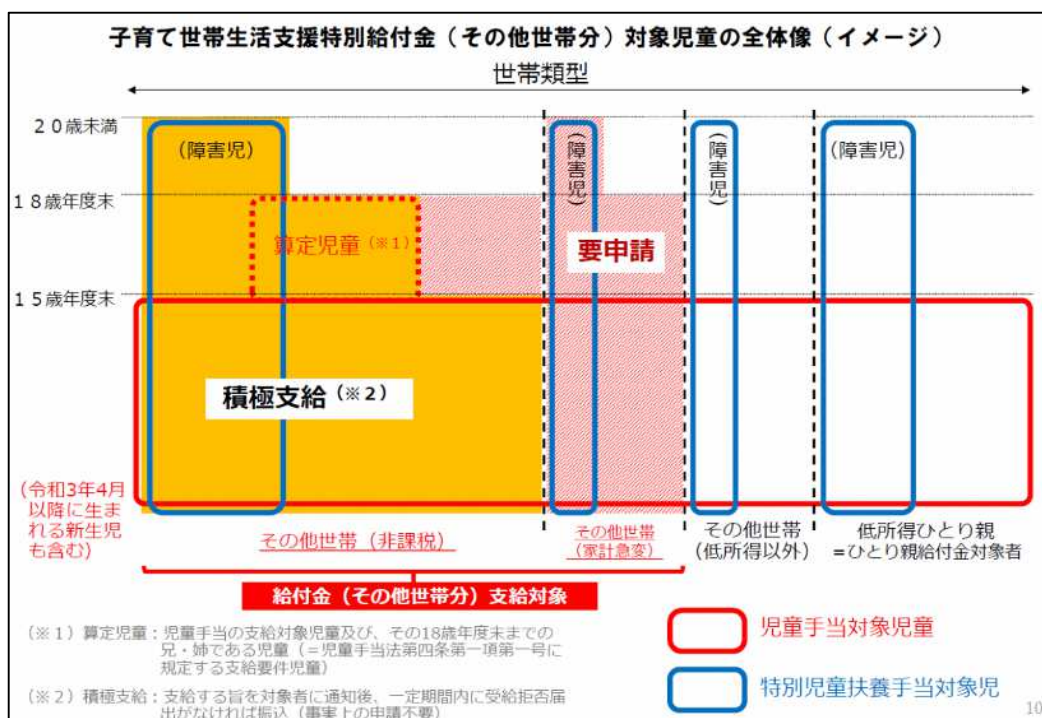 子育て世帯生活支援特別給付金（その他世帯分）対象児童の全体像（イメージ）
世帯類型
２０歳未満
(障害児)
(障害児)
(障害児)
(障害児)
１８歳年度末
算定児童（※１）
要申請
１５歳年度末
積極支給（※２）
(令和3年4月
以降に生ま
れる新生児
も含む)
その他世帯（非課税）
その他世帯
（家計急変）
その他世帯
(低所得以外)
低所得ひとり親
＝ひとり親給付金対象者
給付金（その他世帯分）支給対象
（※１）算定児童：児童手当の支給対象児童及び、その18歳年度末までの
兄・姉である児童（＝児童手当法第四条第一項第一号に
規定する支給要件児童）
（※２）積極支給：支給する旨を対象者に通知後、一定期間内に受給拒否届
出がなければ振込（事実上の申請不要）
児童手当対象児童
特別児童扶養手当対象児
10